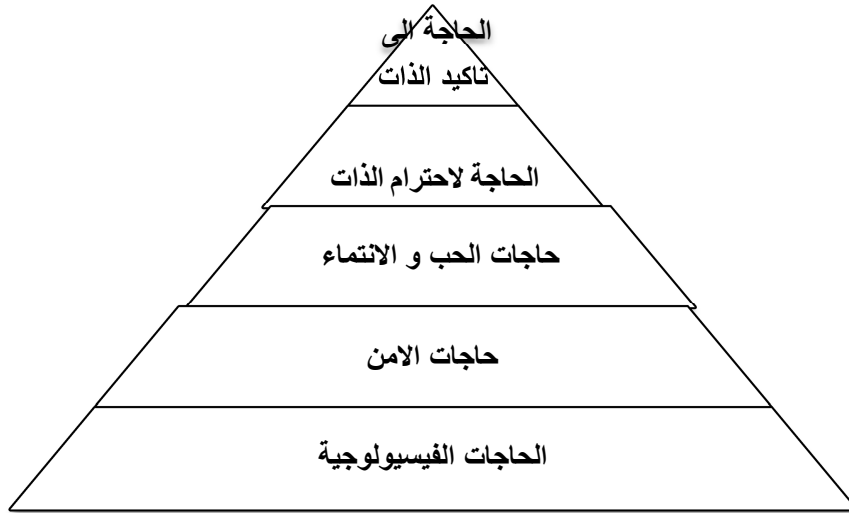 الحاجة الى
تاكيد الذات
الحاجة لاحترام الذات
حاجات الحب و الانتماء
حاجات الامن
الحاجات الفيسيولوجية